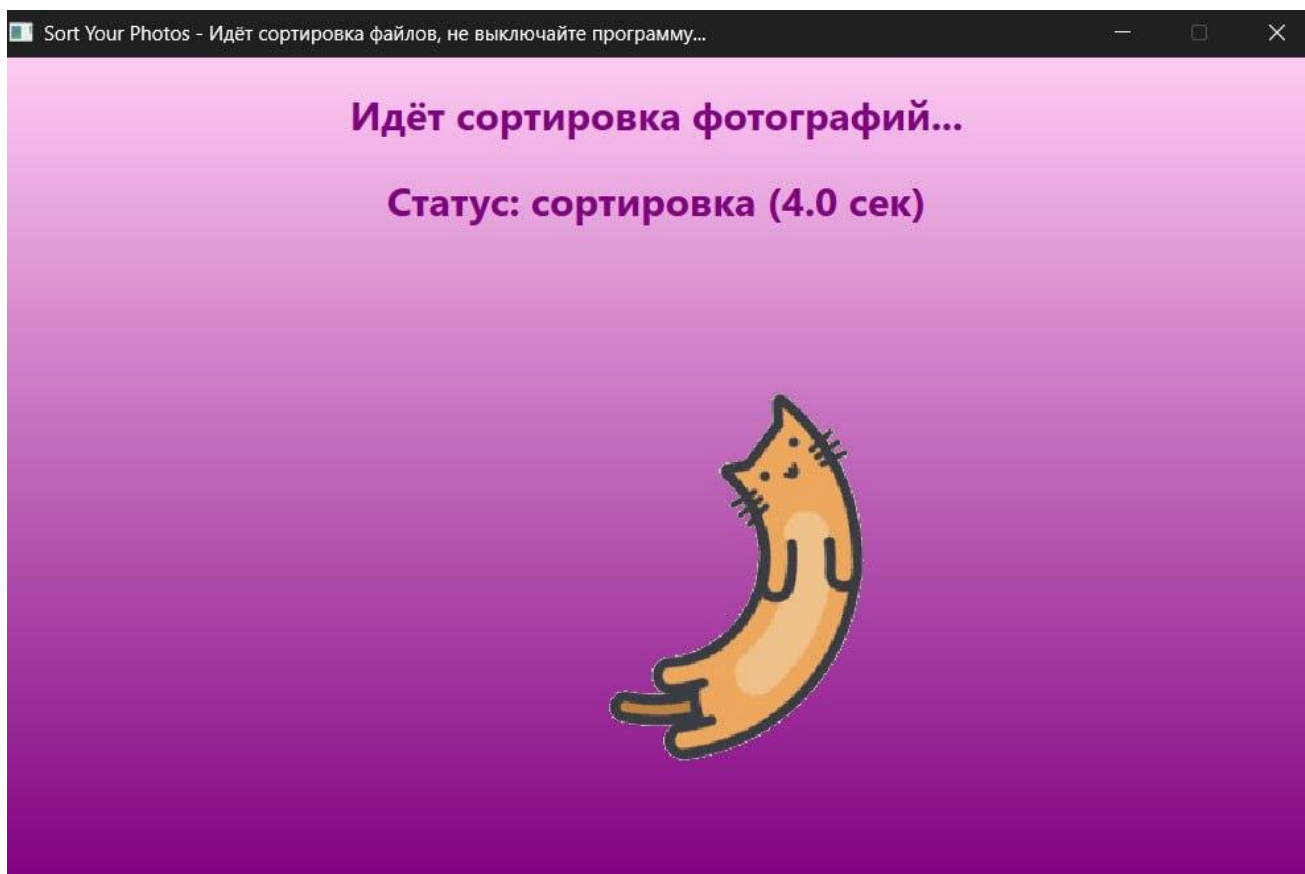 Sort Your Photos - Идёт сортировка файлов, не выключайте программу...
Идёт сортировка фотографий...
Статус: сортировка (4.0 сек)